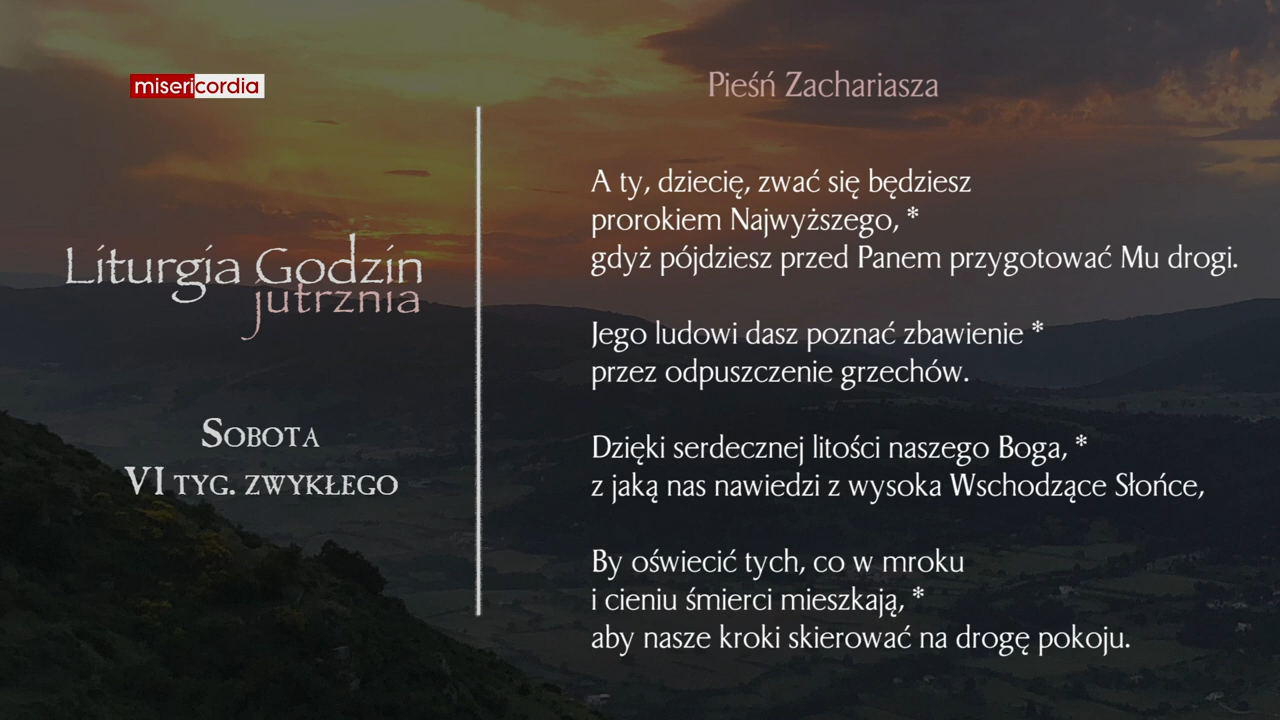 misericordia
Liturgia Godzin
jutrznia
Sobota
VI tyg. zwykłego
Pieśń Zachariasza
A ty, dziecię, zwać się będziesz
prorokiem Najwyższego, *
gdyż pójdziesz przed Panem przygotować Mu drogi.
Jego ludowi dasz poznać zbawienie *
przez odpuszczenie grzechów.
Dzięki serdecznej litości naszego Boga, *
z jaką nas nawiedzi z wysoka Wschodzące Słońce,
By oświecić tych, co w mroku
i cieniu śmierci mieszkają, *
aby nasze kroki skierować na drogę pokoju.